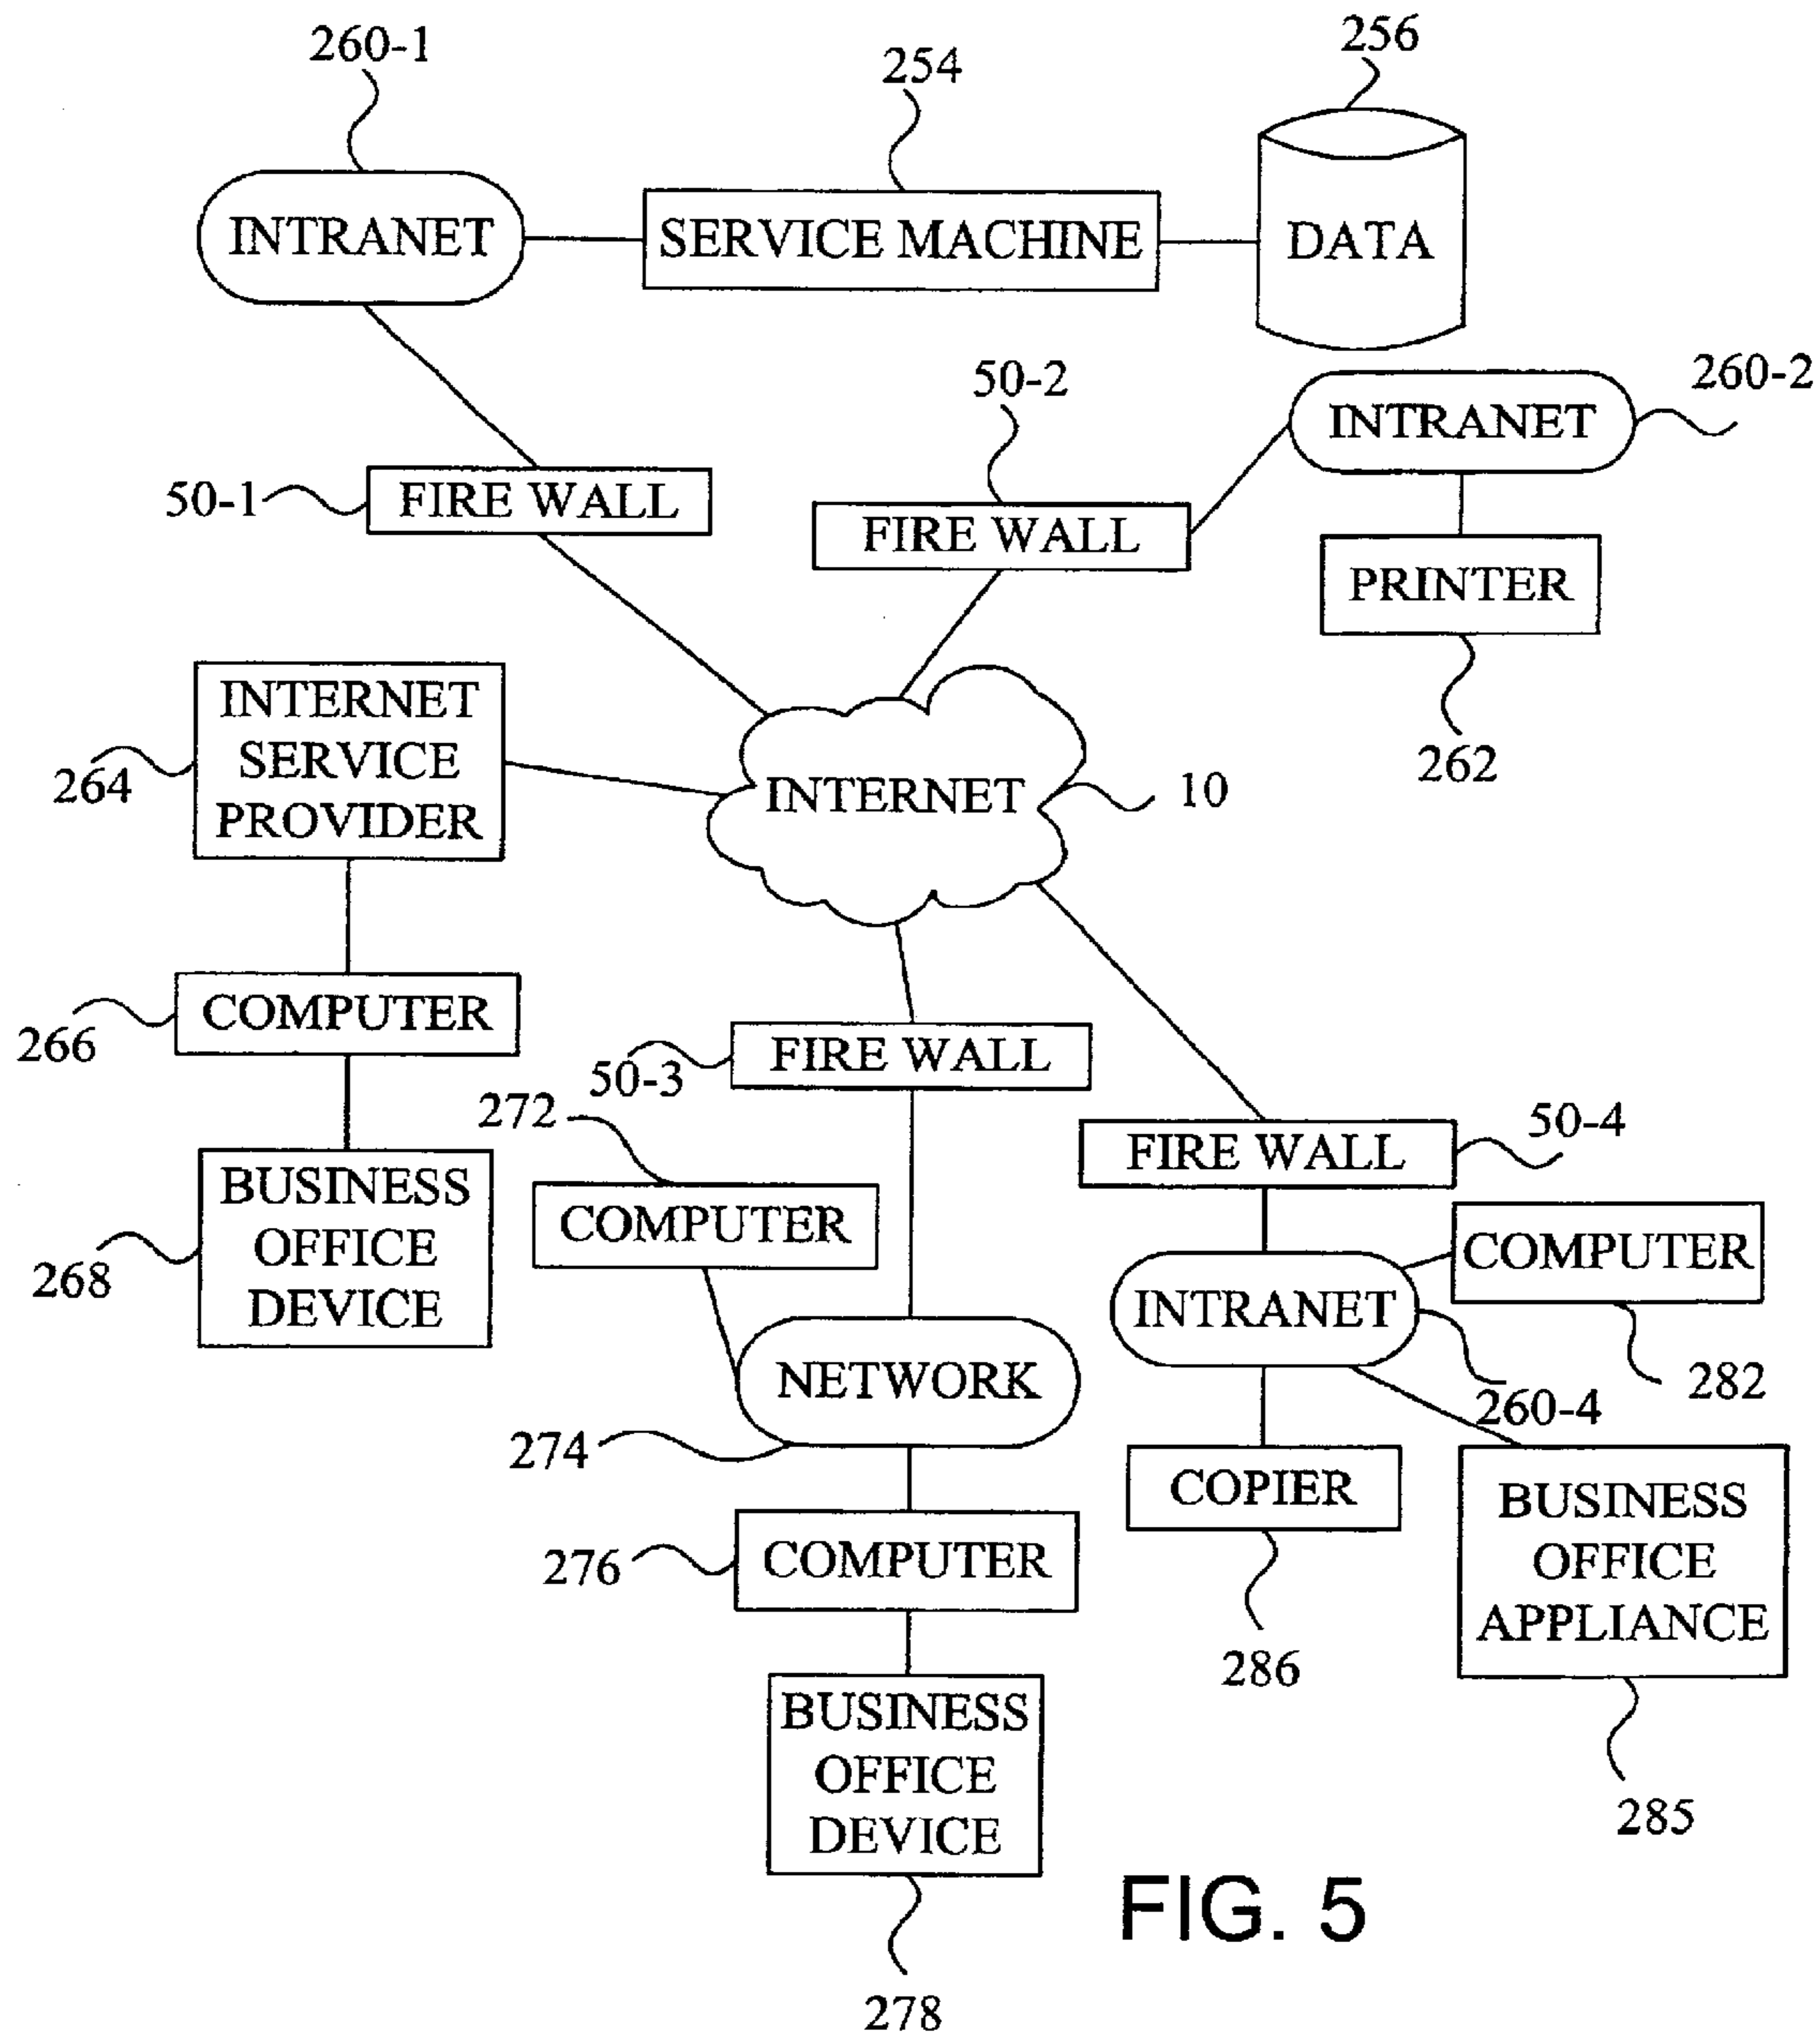 260-1
254
256
INTRANET
SERVICE MACHINE
DATA
50-2
260-2
INTRANET
50-1
FIRE WALL
FIRE WALL
PRINTER
262
INTERNET
SERVICE
PROVIDER
264
INTERNET
10
COMPUTER
266
FIRE WALL
50-3
272
50-4
FIRE WALL
BUSINESS
OFFICE
DEVICE
268
COMPUTER
COMPUTER
282
INTRANET
260-4
NETWORK
274
COPIER
286
BUSINESS
OFFICE
APPLIANCE
285
COMPUTER
276
BUSINESS
OFFICE
DEVICE
278
FIG. 5